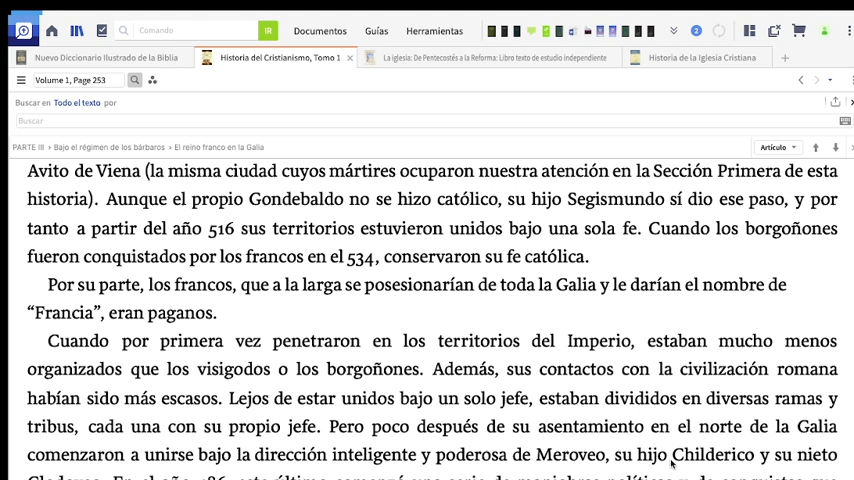 Comando
IR
Documentos
Guías
Herramientas
2
Nuevo Diccionario Ilustrado de la Biblia
Historia del Cristianismo, Tomo 1
La iglesia: De Pentecostés a la Reforma: Libro texto de estudio independiente
Historia de la Iglesia Cristiana
Volume 1, Page 253
Buscar en Todo el texto por
Buscar
PARTE III › Bajo el régimen de los bárbaros › El reino franco en la Galia
Artículo
Avito de Viena (la misma ciudad cuyos mártires ocuparon nuestra atención en la Sección Primera de esta
historia). Aunque el propio Gondebaldo no se hizo católico, su hijo Segismundo sí dio ese paso, y por
tanto a partir del año 516 sus territorios estuvieron unidos bajo una sola fe. Cuando los borgoñones
fueron conquistados por los francos en el 534, conservaron su fe católica.
Por su parte, los francos, que a la larga se posesionarían de toda la Galia y le darían el nombre de
“Francia”, eran paganos.
Cuando por primera vez penetraron en los territorios del Imperio, estaban mucho menos
organizados que los visigodos o los borgoñones. Además, sus contactos con la civilización romana
habían sido más escasos. Lejos de estar unidos bajo un solo jefe, estaban divididos en diversas ramas y
tribus, cada una con su propio jefe. Pero poco después de su asentamiento en el norte de la Galia
comenzaron a unirse bajo la dirección inteligente y poderosa de Meroveo, su hijo Childerico y su nieto